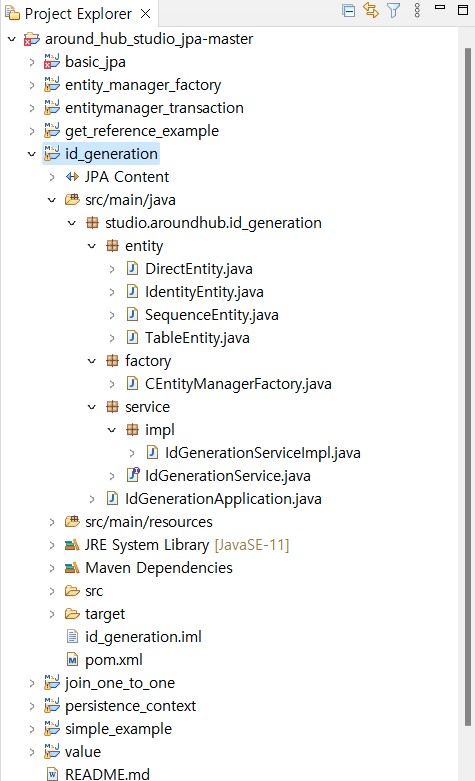 Project Explorer
around_hub_studio_jpa-master
basic_jpa
entity_manager_factory
entitymanager_transaction
get_reference_example
id_generation
JPA Content
src/main/java
studio.aroundhub.id_generation
entity
DirectEntity.java
IdentityEntity.java
SequenceEntity.java
TableEntity.java
factory
CEntityManagerFactory.java
service
impl
IdGenerationServiceImpl.java
IdGenerationService.java
IdGenerationApplication.java
src/main/resources
JRE System Library [JavaSE-11]
Maven Dependencies
src
target
id_generation.iml
pom.xml
join_one_to_one
persistence_context
simple_example
value
README.md